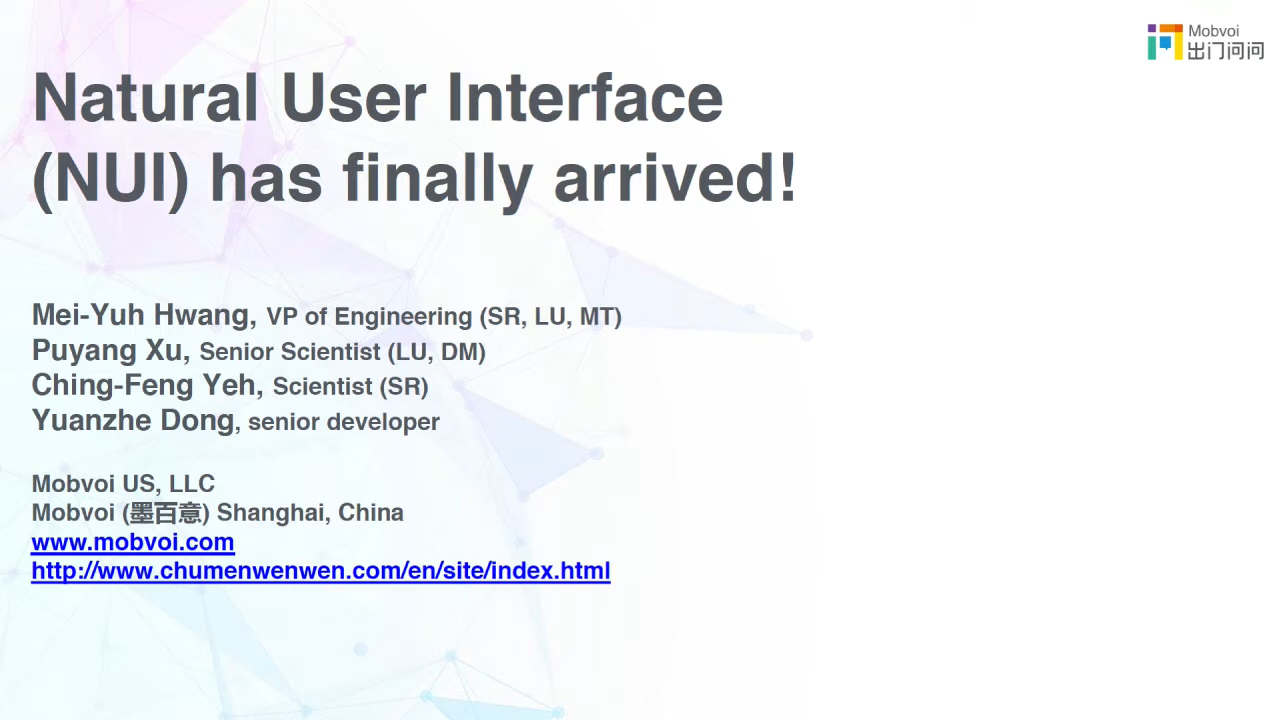 Mobvoi
出门问问
Natural User Interface
(NUI) has finally arrived!
Mei-Yuh Hwang, VP of Engineering (SR, LU, MT)
Puyang Xu, Senior Scientist (LU, DM)
Ching-Feng Yeh, Scientist (SR)
Yuanzhe Dong, senior developer
Mobvoi US, LLC
Mobvoi (墨百意) Shanghai, China
www.mobvoi.com
http://www.chumenwenwen.com/en/site/index.html